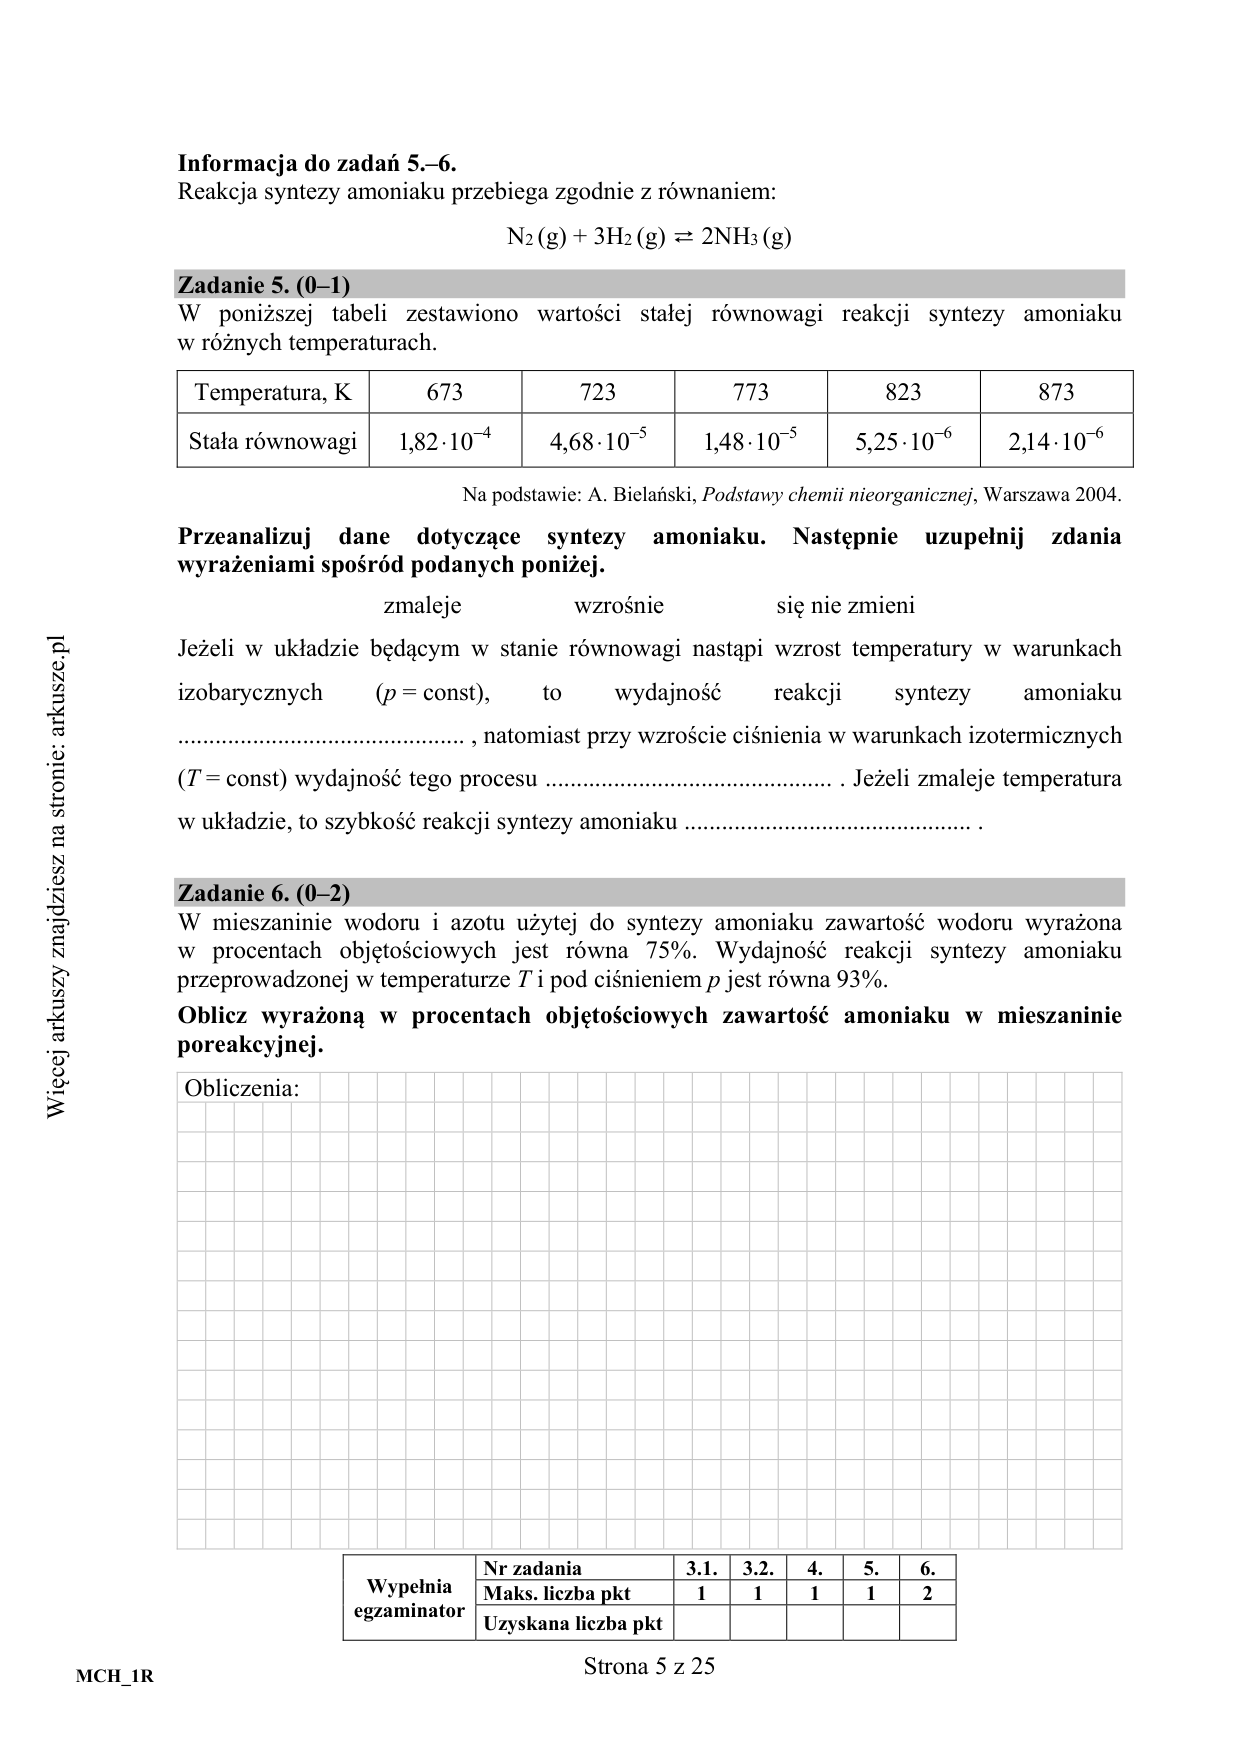 Informacja do zadań 5.–6.
Reakcja syntezy amoniaku przebiega zgodnie z równaniem:
N2 (g) + 3H2 (g) ⇄ 2NH3 (g)
Zadanie 5. (0–1)
W poniższej tabeli zestawiono wartości stałej równowagi reakcji syntezy amoniaku
w różnych temperaturach.
Temperatura, K 673 723 773 823 873
Stała równowagi 1,82·10⁻⁴ 4,68·10⁻⁵ 1,48·10⁻⁵ 5,25·10⁻⁶ 2,14·10⁻⁶
Na podstawie: A. Bielański, Podstawy chemii nieorganicznej, Warszawa 2004.
Przeanalizuj dane dotyczące syntezy amoniaku. Następnie uzupełnij zdania
wyrażeniami spośród podanych poniżej.
zmaleje wzrośnie się nie zmieni
Jeżeli w układzie będącym w stanie równowagi nastąpi wzrost temperatury w warunkach
izobarycznych (p = const), to wydajność reakcji syntezy amoniaku
.............................................. , natomiast przy wzroście ciśnienia w warunkach izotermicznych
(T = const) wydajność tego procesu .............................................. . Jeżeli zmaleje temperatura
w układzie, to szybkość reakcji syntezy amoniaku .............................................. .
Zadanie 6. (0–2)
W mieszaninie wodoru i azotu użytej do syntezy amoniaku zawartość wodoru wyrażona
w procentach objętościowych jest równa 75%. Wydajność reakcji syntezy amoniaku
przeprowadzonej w temperaturze T i pod ciśnieniem p jest równa 93%.
Oblicz wyrażoną w procentach objętościowych zawartość amoniaku w mieszaninie
poreakcyjnej.
Obliczenia:
Wypełnia
egzaminator
Nr zadania 3.1. 3.2. 4. 5. 6.
Maks. liczba pkt 1 1 1 1 2
Uzyskana liczba pkt
Strona 5 z 25
MCH_1R
Więcej arkuszy znajdziesz na stronie: arkusze.pl